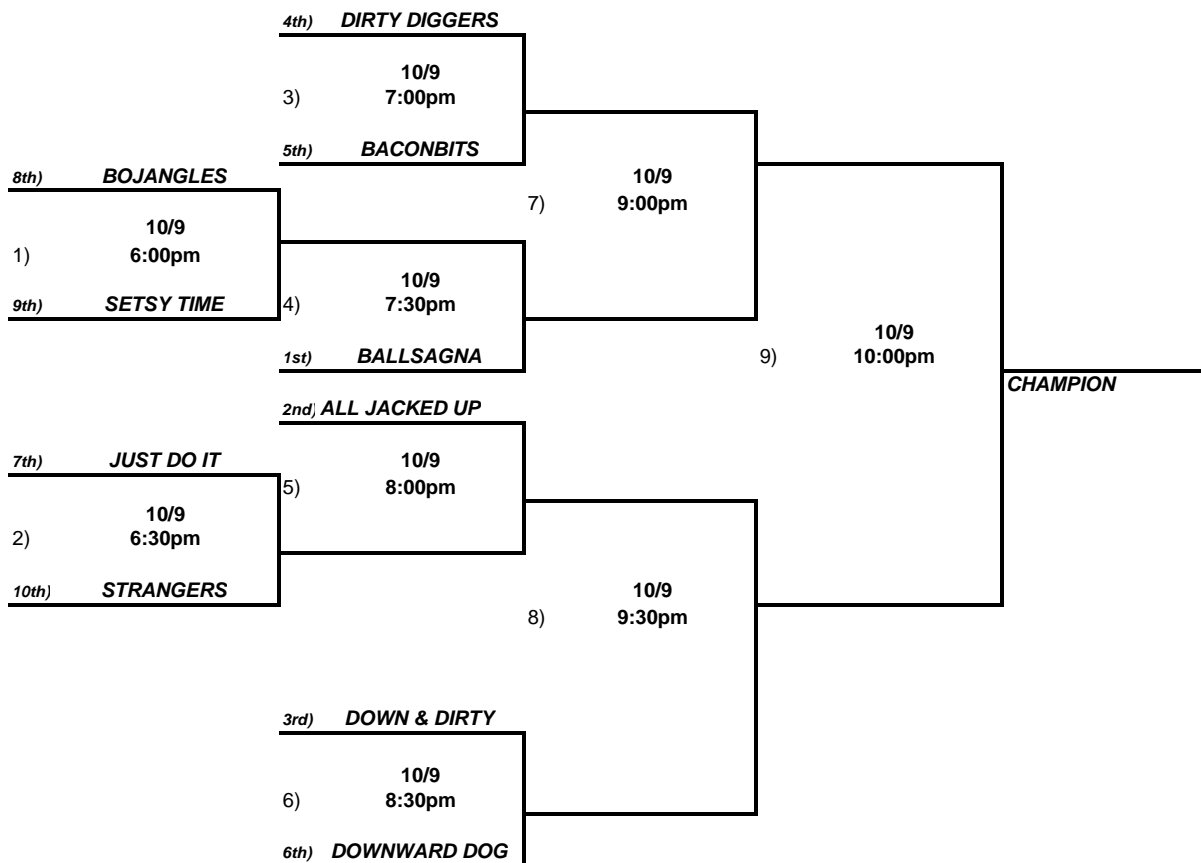 4th) DIRTY DIGGERS
10/9
3) 7:00pm
5th) BACONBITS
8th) BOJANGLES
10/9
7) 9:00pm
10/9
1) 6:00pm
10/9
4) 7:30pm
9th) SETSY TIME
10/9
9) 10:00pm
1st) BALLSAGNA
CHAMPION
2nd) ALL JACKED UP
7th) JUST DO IT
10/9
5) 8:00pm
10/9
2) 6:30pm
10th) STRANGERS
10/9
8) 9:30pm
3rd) DOWN & DIRTY
10/9
6) 8:30pm
6th) DOWNWARD DOG